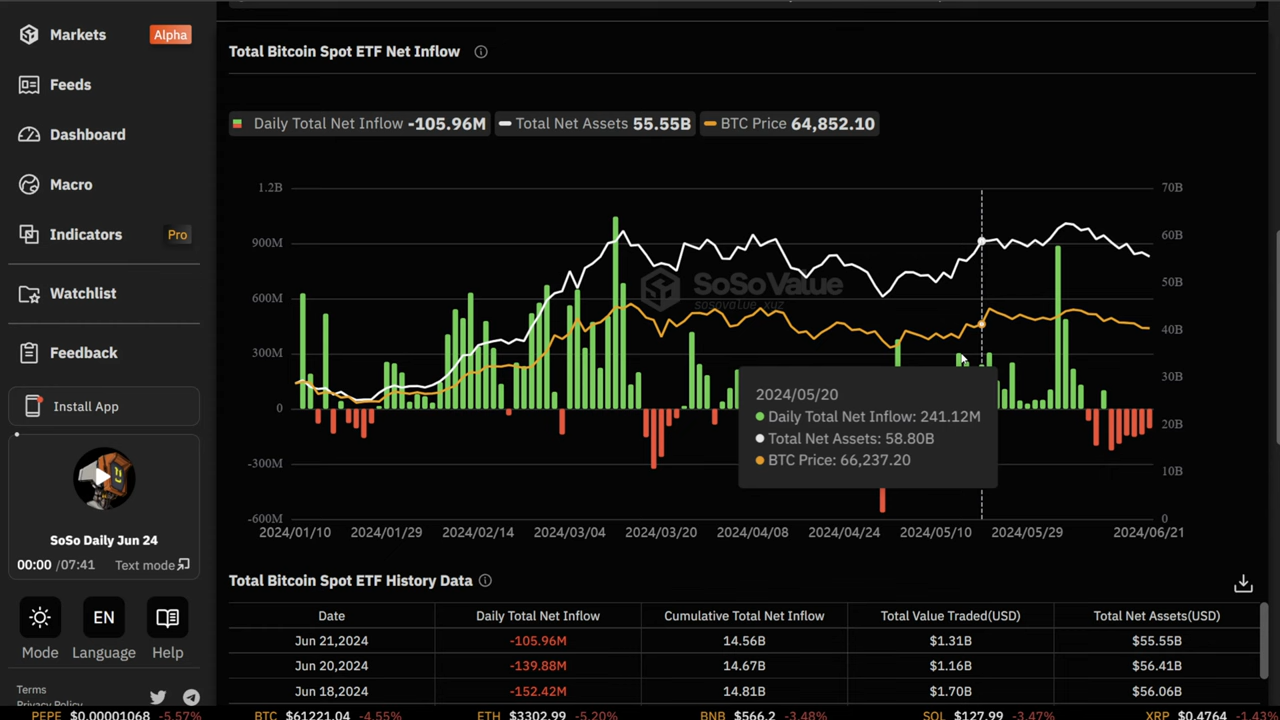 Markets Alpha
Feeds
Dashboard
Macro
Indicators Pro
Watchlist
Feedback
Install App
SoSo Daily Jun 24
00:00 /07:41 Text mode
EN
Mode Language Help
Terms
Privacy Policy
Total Bitcoin Spot ETF Net Inflow
Daily Total Net Inflow -105.96M Total Net Assets 55.55B BTC Price 64,852.10
1.2B 70B
900M 60B
50B
600M
40B
300M
30B
0
20B
-300M
10B
-600M 0
SoSoValue
sosovalue.xyz
2024/05/20
Daily Total Net Inflow: 241.12M
Total Net Assets: 58.80B
BTC Price: 66,237.20
2024/01/10 2024/01/29 2024/02/14 2024/03/04 2024/03/20 2024/04/08 2024/04/24 2024/05/10 2024/05/29 2024/06/21
Total Bitcoin Spot ETF History Data
Date Daily Total Net Inflow Cumulative Total Net Inflow Total Value Traded(USD) Total Net Assets(USD)
Jun 21,2024 -105.96M 14.56B $1.31B $55.55B
Jun 20,2024 -139.88M 14.67B $1.16B $56.41B
Jun 18,2024 -152.42M 14.81B $1.70B $56.06B
PEPE $0.00001068 -5.57% BTC $61221.04 -4.55% ETH $3302.99 -5.20% BNB $566.2 -3.48% SOL $127.99 -3.47% XRP $0.4764 -1.43%